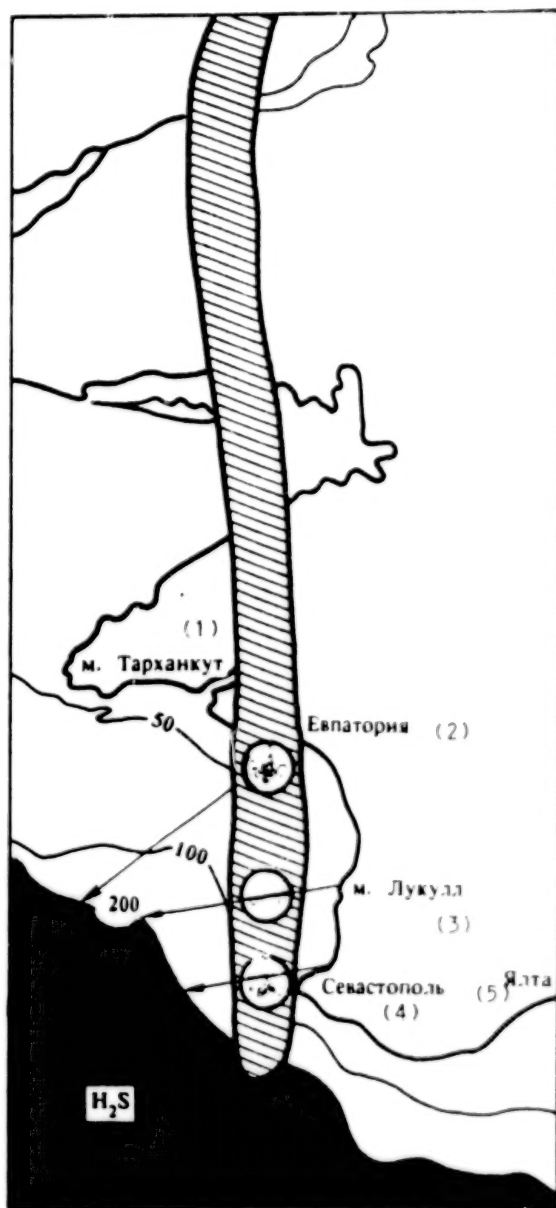 (1)
м. Тарханкут
50
Евпатория (2)
100
м. Лукулл
200
(3)
Севастополь (5) Ялта
(4)
H₂S